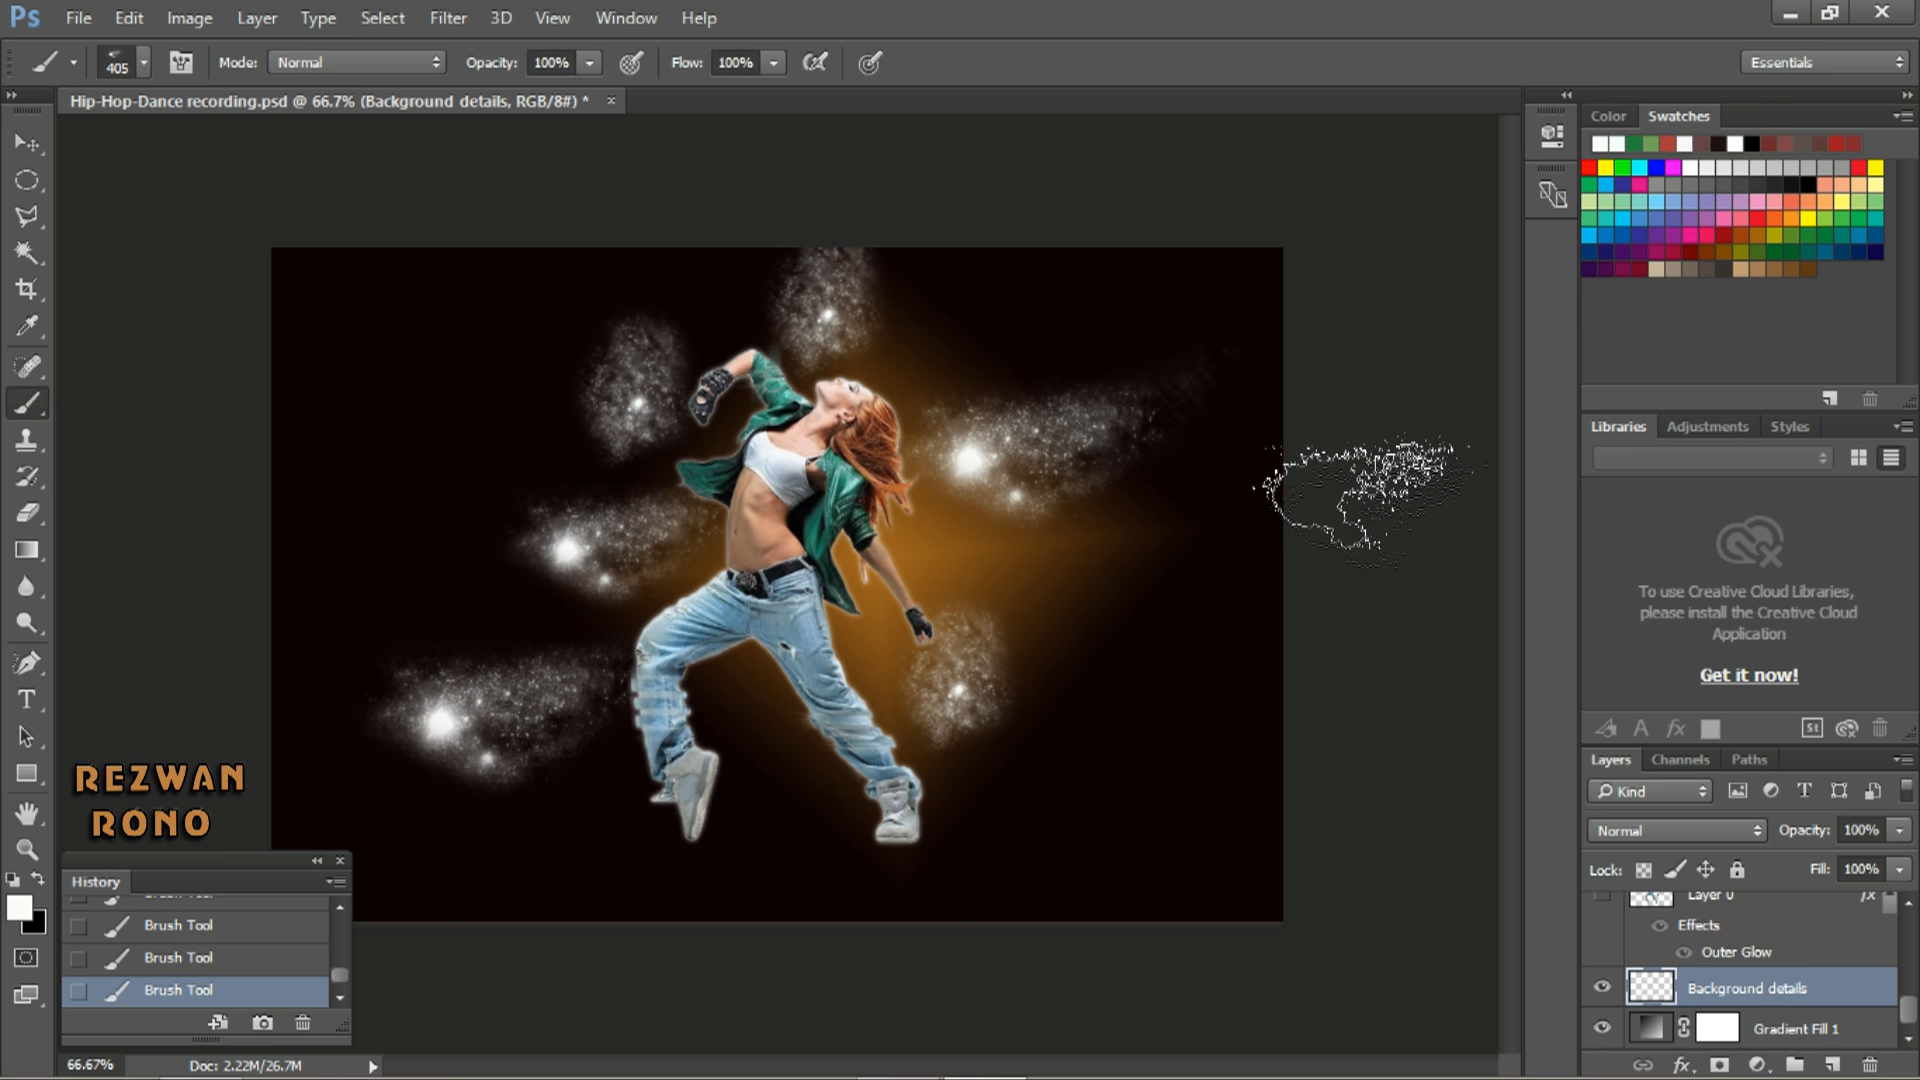 Ps File Edit Image Layer Type Select Filter 3D View Window Help
405 Mode: Normal Opacity: 100% Flow: 100% Essentials
Hip-Hop-Dance recording.psd @ 66.7% (Background details, RGB/8#) *
Color Swatches
Libraries Adjustments Styles
To use Creative Cloud Libraries,
please install the Creative Cloud
Application
Get it now!
St
Layers Channels Paths
Kind
Normal Opacity: 100%
Lock: Fill: 100%
Layer 0 fx
Effects
Outer Glow
Background details
Gradient Fill 1
REZWAN
RONO
History
Brush Tool
Brush Tool
Brush Tool
66.67% Doc: 2.22M/26.7M